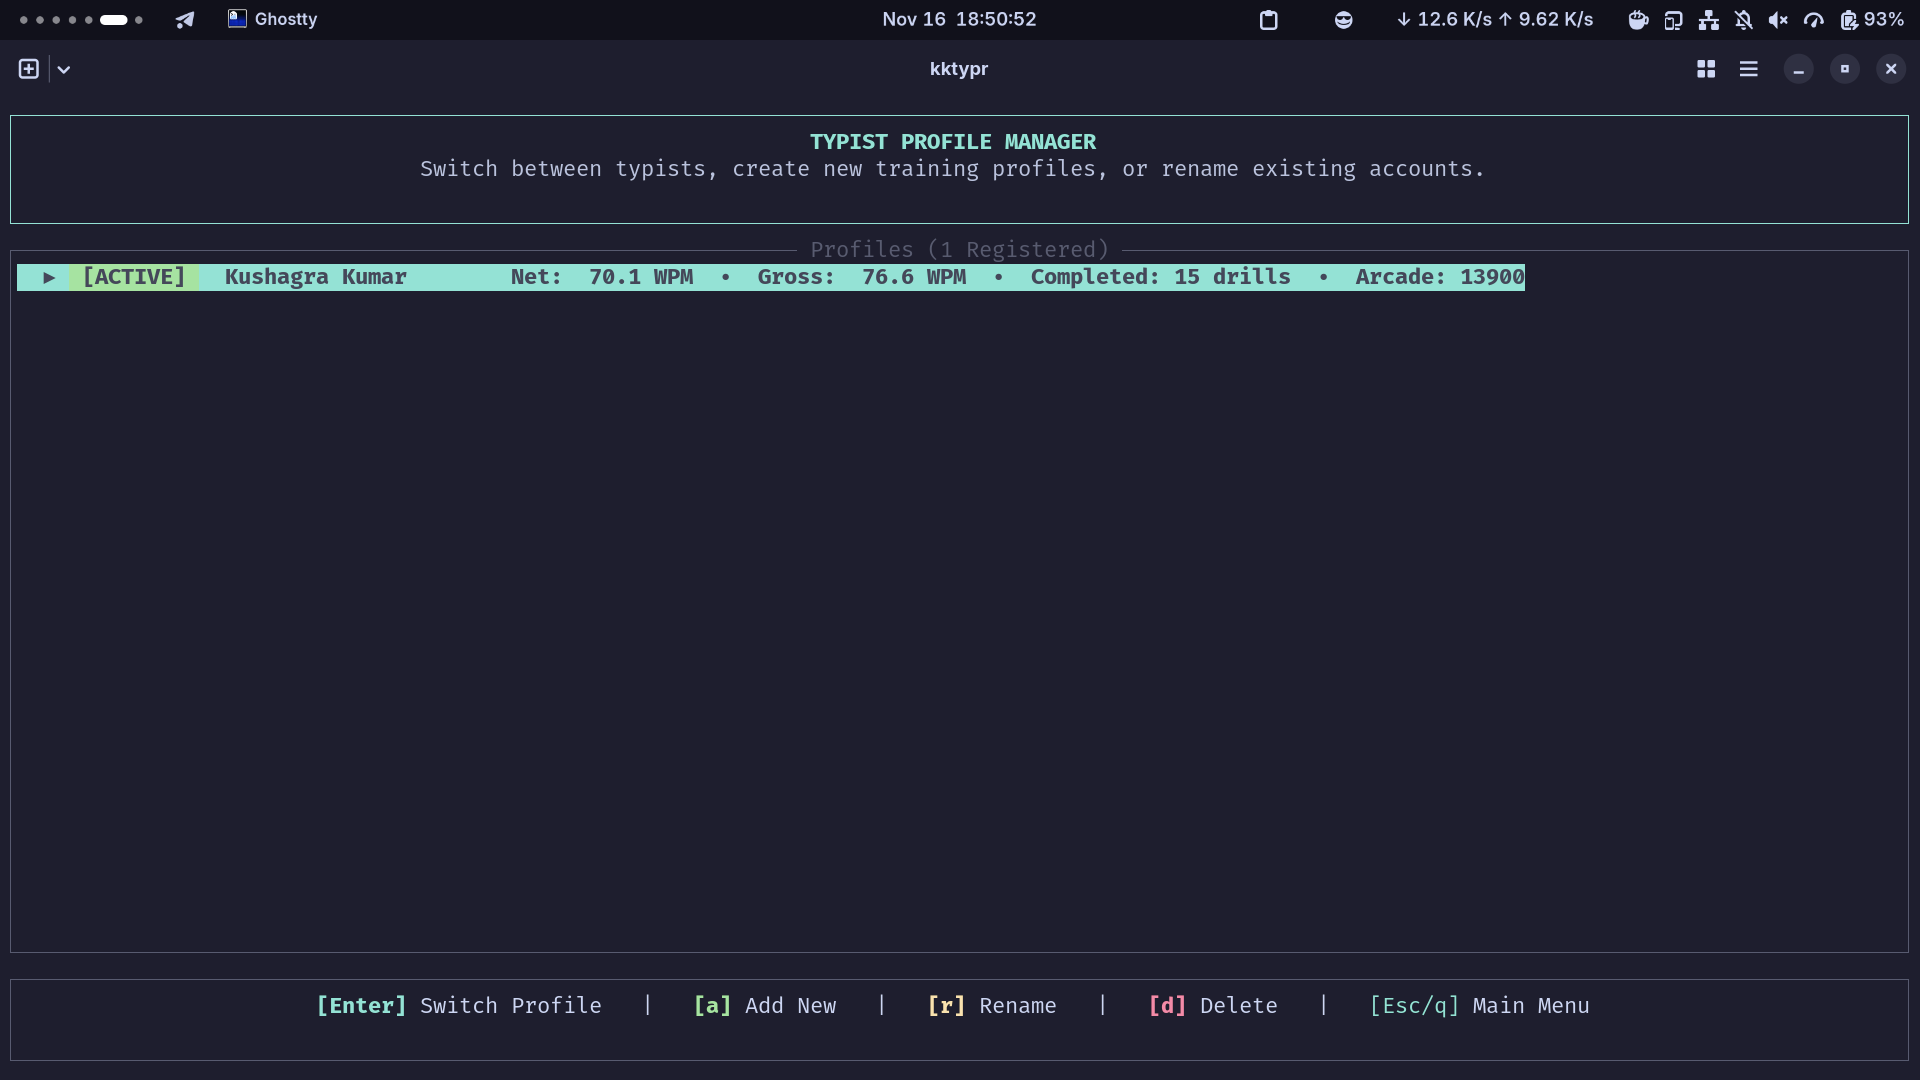 Ghostty
Nov 16 18:50:52
↓ 12.6 K/s ↑ 9.62 K/s
93%
kktypr
TYPIST PROFILE MANAGER
Switch between typists, create new training profiles, or rename existing accounts.
Profiles (1 Registered)
▶ [ACTIVE] Kushagra Kumar Net: 70.1 WPM • Gross: 76.6 WPM • Completed: 15 drills • Arcade: 13900
[Enter] Switch Profile | [a] Add New | [r] Rename | [d] Delete | [Esc/q] Main Menu